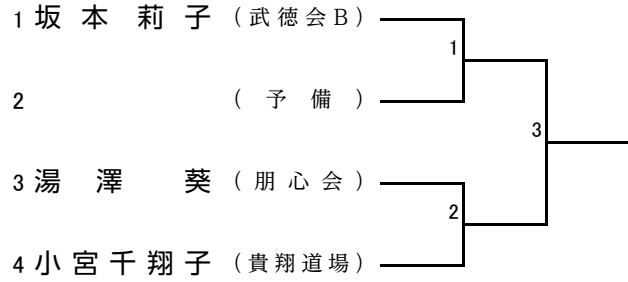 1 坂本 莉子 (武徳会B)
1
2 (予備)
3
3 湯澤 葵 (朋心会)
2
4 小宮千翔子 (貴翔道場)